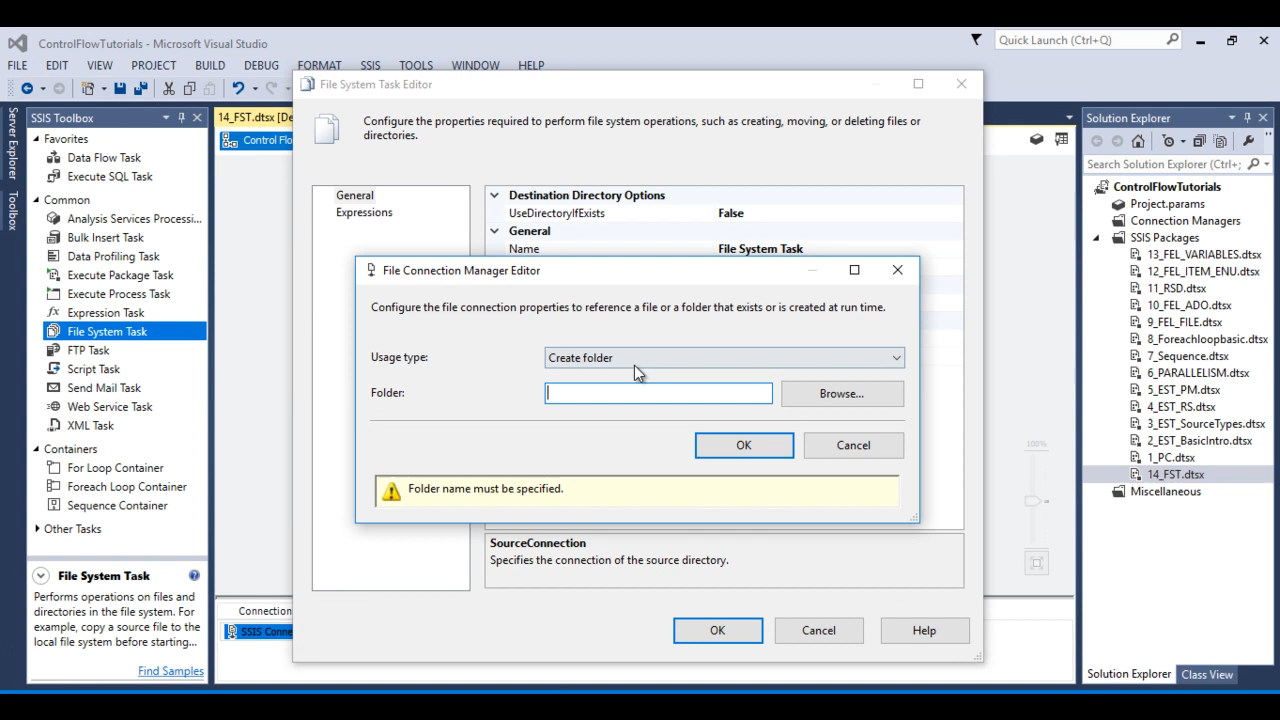 ControlFlowTutorials - Microsoft Visual Studio
Quick Launch (Ctrl+Q)
FILE EDIT VIEW PROJECT BUILD DEBUG FORMAT SSIS TOOLS WINDOW HELP
Server Explorer
Toolbox
SSIS Toolbox
Favorites
Data Flow Task
Execute SQL Task
Common
Analysis Services Processi...
Bulk Insert Task
Data Profiling Task
Execute Package Task
Execute Process Task
Expression Task
File System Task
FTP Task
Script Task
Send Mail Task
Web Service Task
XML Task
Containers
For Loop Container
Foreach Loop Container
Sequence Container
Other Tasks
File System Task
Performs operations on files and
directories in the file system. For
example, copy a source file to the
local file system before starting...
Find Samples
14_FST.dtsx [De
Control Flo
Connection
SSIS Conne
100%
File System Task Editor
Configure the properties required to perform file system operations, such as creating, moving, or deleting files or
directories.
General
Expressions
Destination Directory Options
UseDirectoryIfExists False
General
Name File System Task
File Connection Manager Editor
Configure the file connection properties to reference a file or a folder that exists or is created at run time.
Usage type: Create folder
Folder: Browse...
OK Cancel
Folder name must be specified.
SourceConnection
Specifies the connection of the source directory.
OK Cancel Help
Solution Explorer
Search Solution Explorer (Ctrl+;
ControlFlowTutorials
Project.params
Connection Managers
SSIS Packages
13_FEL_VARIABLES.dtsx
12_FEL_ITEM_ENU.dtsx
11_RSD.dtsx
10_FEL_ADO.dtsx
9_FEL_FILE.dtsx
8_Foreachloopbasic.dtsx
7_Sequence.dtsx
6_PARALLELISM.dtsx
5_EST_PM.dtsx
4_EST_RS.dtsx
3_EST_SourceTypes.dtsx
2_EST_BasicIntro.dtsx
1_PC.dtsx
14_FST.dtsx
Miscellaneous
Solution Explorer Class View